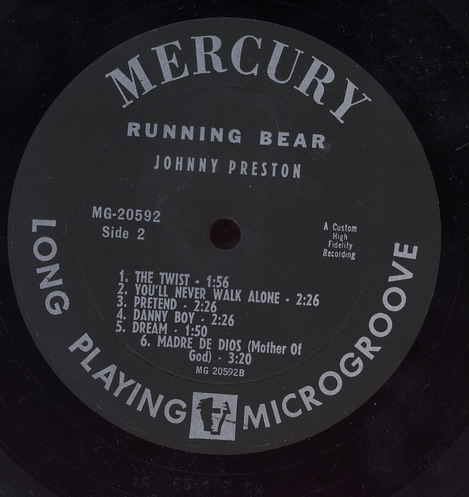 MERCURY
RUNNING BEAR
JOHNNY PRESTON
MG-20592
Side 2
A Custom
High
Fidelity
Recording
1. THE TWIST - 1:56
2. YOU'LL NEVER WALK ALONE - 2:26
3. PRETEND - 2:26
4. DANNY BOY - 2:26
5. DREAM - 1:50
6. MADRE DE DIOS (Mother Of
God) - 3:20
MG 20592B
LONG PLAYING MICROGROOVE